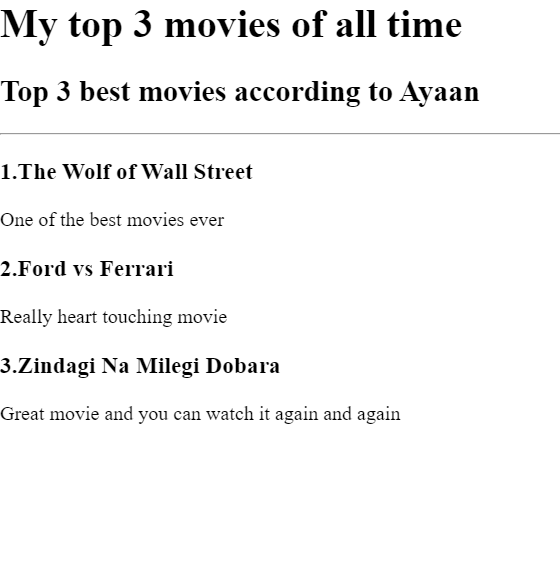 My top 3 movies of all time
Top 3 best movies according to Ayaan
1.The Wolf of Wall Street
One of the best movies ever
2.Ford vs Ferrari
Really heart touching movie
3.Zindagi Na Milegi Dobara
Great movie and you can watch it again and again